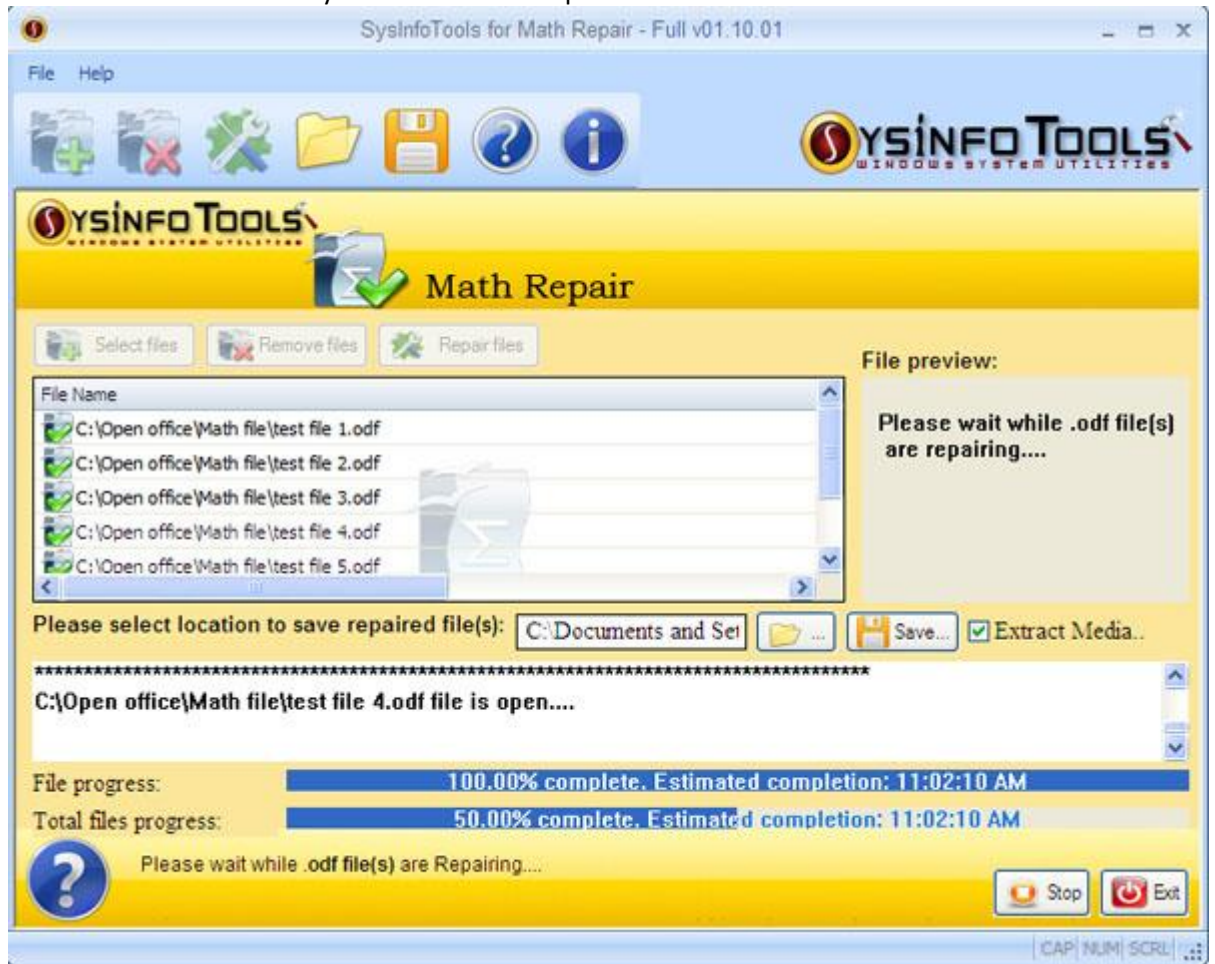 SysInfoTools for Math Repair - Full v01.10.01
File Help
SYSINFO TOOLS
WINDOWS SYSTEM UTILITIES
SYSINFO TOOLS
WINDOWS SYSTEM UTILITIES
Math Repair
Select files Remove files Repair files
File preview:
File Name
Please wait while .odf file(s)
are repairing....
C:\Open office\Math file\test file 1.odf
C:\Open office\Math file\test file 2.odf
C:\Open office\Math file\test file 3.odf
C:\Open office\Math file\test file 4.odf
C:\Open office\Math file\test file 5.odf
Please select location to save repaired file(s): C:\Documents and Set ... Save... Extract Media..
*************************************************************************************
C:\Open office\Math file\test file 4.odf file is open....
File progress: 100.00% complete. Estimated completion: 11:02:10 AM
Total files progress: 50.00% complete. Estimated completion: 11:02:10 AM
Please wait while .odf file(s) are Repairing....
Stop Exit
CAP NUM SCRL